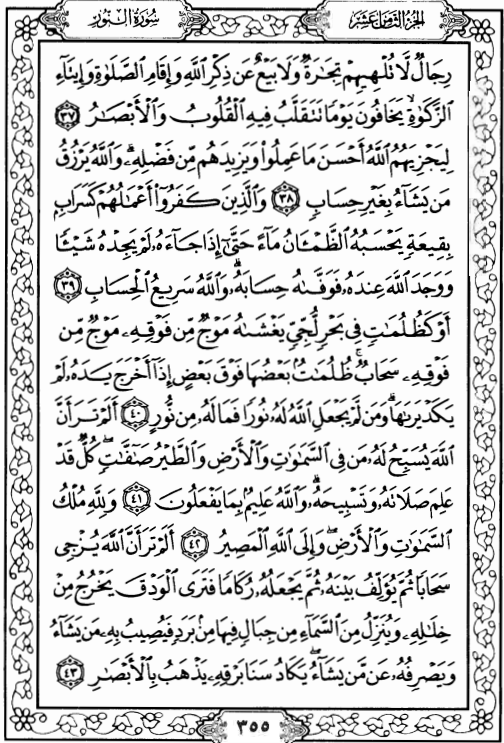 الجزء الثامن عشر
سورة النور
رِجَالٌ لَّا تُلْهِيهِمْ تِجَٰرَةٌ وَلَا بَيْعٌ عَن ذِكْرِ ٱللَّهِ وَإِقَامِ ٱلصَّلَوٰةِ وَإِيتَآءِ
ٱلزَّكَوٰةِ ۙ يَخَافُونَ يَوْمًا تَتَقَلَّبُ فِيهِ ٱلْقُلُوبُ وَٱلْأَبْصَٰرُ ٣٧
لِيَجْزِيَهُمُ ٱللَّهُ أَحْسَنَ مَا عَمِلُوا۟ وَيَزِيدَهُم مِّن فَضْلِهِۦ ۗ وَٱللَّهُ يَرْزُقُ
مَن يَشَآءُ بِغَيْرِ حِسَابٍ ٣٨ وَٱلَّذِينَ كَفَرُوٓا۟ أَعْمَٰلُهُمْ كَسَرَابٍ
بِقِيعَةٍ يَحْسَبُهُ ٱلظَّمْـَٔانُ مَآءً حَتَّىٰٓ إِذَا جَآءَهُۥ لَمْ يَجِدْهُ شَيْـًٔا
وَوَجَدَ ٱللَّهَ عِندَهُۥ فَوَفَّىٰهُ حِسَابَهُۥ ۗ وَٱللَّهُ سَرِيعُ ٱلْحِسَابِ ٣٩
أَوْ كَظُلُمَٰتٍ فِى بَحْرٍ لُّجِّىٍّ يَغْشَىٰهُ مَوْجٌ مِّن فَوْقِهِۦ مَوْجٌ مِّن
فَوْقِهِۦ سَحَابٌ ۚ ظُلُمَٰتٌۢ بَعْضُهَا فَوْقَ بَعْضٍ إِذَآ أَخْرَجَ يَدَهُۥ لَمْ
يَكَدْ يَرَىٰهَا ۗ وَمَن لَّمْ يَجْعَلِ ٱللَّهُ لَهُۥ نُورًا فَمَا لَهُۥ مِن نُّورٍ ٤٠ أَلَمْ تَرَ أَنَّ
ٱللَّهَ يُسَبِّحُ لَهُۥ مَن فِى ٱلسَّمَٰوَٰتِ وَٱلْأَرْضِ وَٱلطَّيْرُ صَٰٓفَّٰتٍ ۖ كُلٌّ قَدْ
عَلِمَ صَلَاتَهُۥ وَتَسْبِيحَهُۥ ۗ وَٱللَّهُ عَلِيمٌۢ بِمَا يَفْعَلُونَ ٤١ وَلِلَّهِ مُلْكُ
ٱلسَّمَٰوَٰتِ وَٱلْأَرْضِ ۖ وَإِلَى ٱللَّهِ ٱلْمَصِيرُ ٤٢ أَلَمْ تَرَ أَنَّ ٱللَّهَ يُزْجِى
سَحَابًا ثُمَّ يُؤَلِّفُ بَيْنَهُۥ ثُمَّ يَجْعَلُهُۥ رُكَامًا فَتَرَى ٱلْوَدْقَ يَخْرُجُ مِنْ
خِلَٰلِهِۦ وَيُنَزِّلُ مِنَ ٱلسَّمَآءِ مِن جِبَالٍ فِيهَا مِنۢ بَرَدٍ فَيُصِيبُ بِهِۦ مَن يَشَآءُ
وَيَصْرِفُهُۥ عَن مَّن يَشَآءُ ۖ يَكَادُ سَنَا بَرْقِهِۦ يَذْهَبُ بِٱلْأَبْصَٰرِ ٤٣
٣٥٥